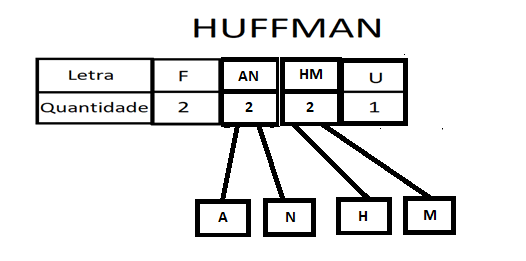 HUFFMAN
Letra F AN HM U
Quantidade 2 2 2 1
A N H M